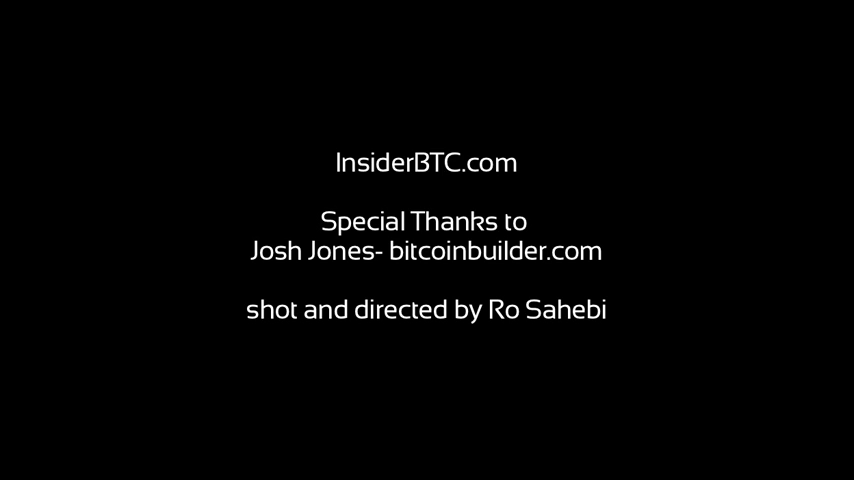 InsiderBTC.com
Special Thanks to
Josh Jones- bitcoinbuilder.com
shot and directed by Ro Sahebi